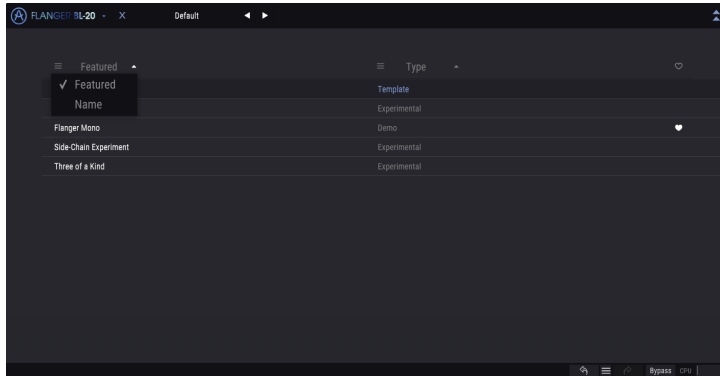 FLANGER BL-20 X Default
Featured Type
✓ Featured
Template
Name
Experimental
Flanger Mono Demo
Side-Chain Experiment Experimental
Three of a Kind Experimental
Bypass CPU